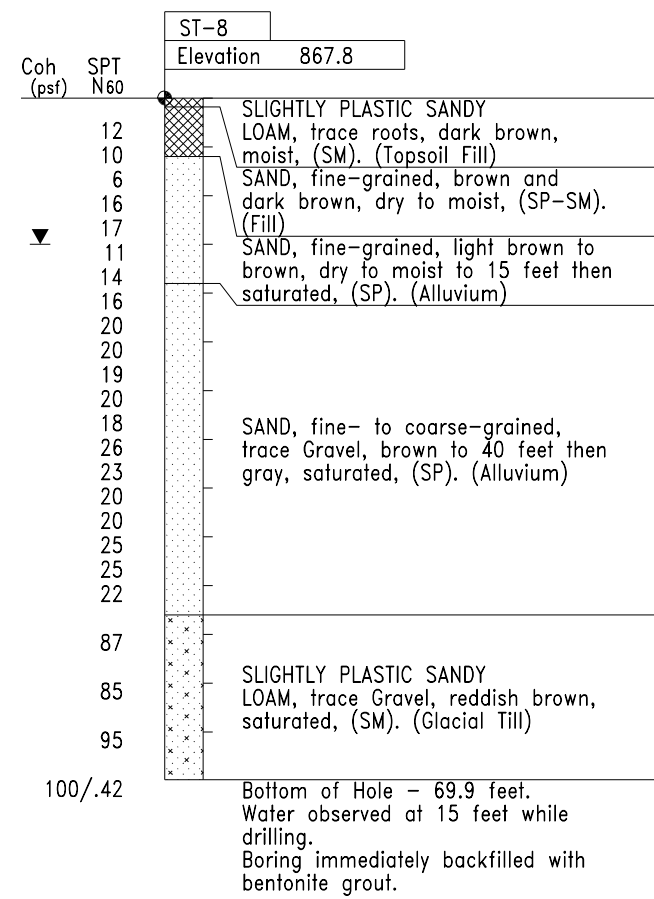 ST-8
Elevation 867.8
Coh SPT
(psf) N60
SLIGHTLY PLASTIC SANDY
12 LOAM, trace roots, dark brown,
10 moist, (SM). (Topsoil Fill)
6 SAND, fine-grained, brown and
16 dark brown, dry to moist, (SP-SM).
17 (Fill)
11 SAND, fine-grained, light brown to
14 brown, dry to moist to 15 feet then
16 saturated, (SP). (Alluvium)
20
20
19
20
18 SAND, fine- to coarse-grained,
26 trace Gravel, brown to 40 feet then
23 gray, saturated, (SP). (Alluvium)
20
20
25
25
22
87
SLIGHTLY PLASTIC SANDY
85 LOAM, trace Gravel, reddish brown,
saturated, (SM). (Glacial Till)
95
100/.42 Bottom of Hole - 69.9 feet.
Water observed at 15 feet while
drilling.
Boring immediately backfilled with
bentonite grout.